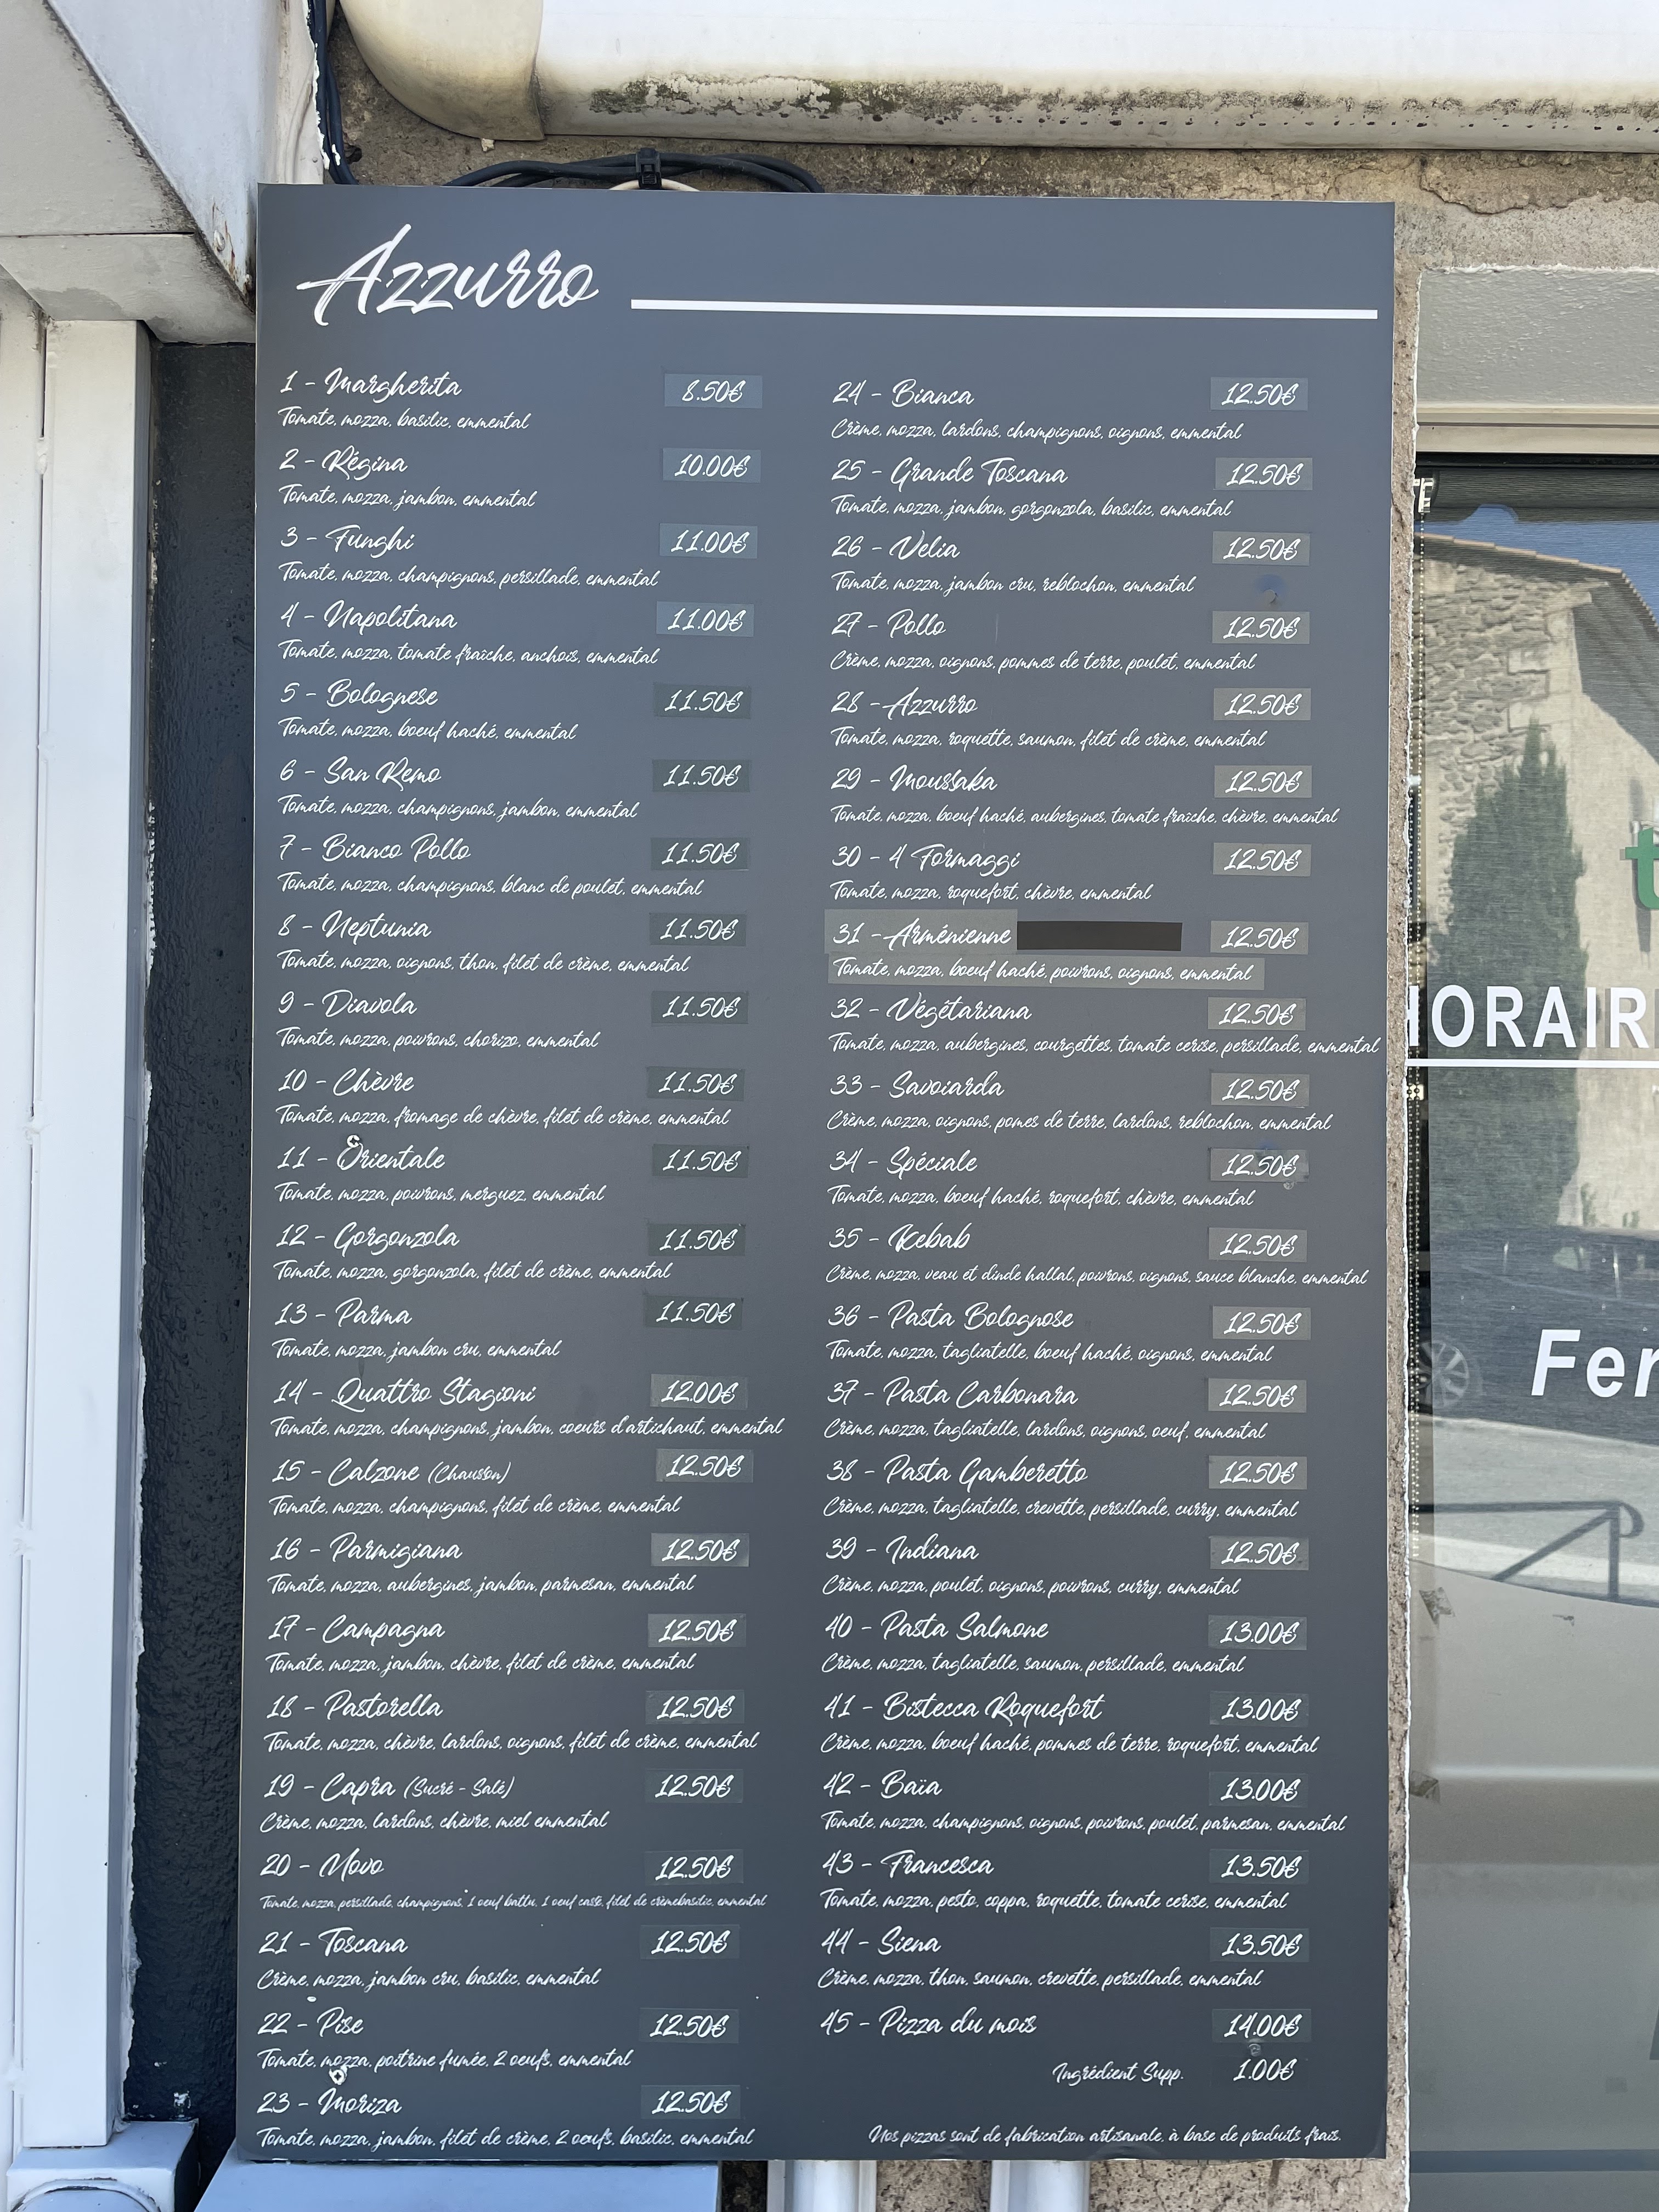 Azzurro
1 - Margherita 8.50€
Tomate, mozza, basilic, emmental
2 - Régina 10.00€
Tomate, mozza, jambon, emmental
3 - Funghi 11.00€
Tomate, mozza, champignons, persillade, emmental
4 - Napolitana 11.00€
Tomate, mozza, tomate fraîche, anchois, emmental
5 - Bolognese 11.50€
Tomate, mozza, boeuf haché, emmental
6 - San Remo 11.50€
Tomate, mozza, champignons, jambon, emmental
7 - Bianco Pollo 11.50€
Tomate, mozza, champignons, blanc de poulet, emmental
8 - Neptunia 11.50€
Tomate, mozza, oignons, thon, filet de crème, emmental
9 - Diavola 11.50€
Tomate, mozza, poivrons, chorizo, emmental
10 - Chèvre 11.50€
Tomate, mozza, fromage de chèvre, filet de crème, emmental
11 - Orientale 11.50€
Tomate, mozza, poivrons, merguez, emmental
12 - Gorgonzola 11.50€
Tomate, mozza, gorgonzola, filet de crème, emmental
13 - Parma 11.50€
Tomate, mozza, jambon cru, emmental
14 - Quattro Stagioni 12.00€
Tomate, mozza, champignons, jambon, coeurs d'artichaut, emmental
15 - Calzone (Chausson) 12.50€
Tomate, mozza, champignons, filet de crème, emmental
16 - Parmigiana 12.50€
Tomate, mozza, aubergines, jambon, parmesan, emmental
17 - Campagna 12.50€
Tomate, mozza, jambon, chèvre, filet de crème, emmental
18 - Pastorella 12.50€
Tomate, mozza, chèvre, lardons, oignons, filet de crème, emmental
19 - Capra (Sucré - Salé) 12.50€
Crème, mozza, lardons, chèvre, miel emmental
20 - Novo 12.50€
Tomate, mozza, persillade, champignons, 1 oeuf battu, 1 oeuf cassé, filet de crèmebasilic, emmental
21 - Toscana 12.50€
Crème, mozza, jambon cru, basilic, emmental
22 - Pise 12.50€
Tomate, mozza, poitrine fumée, 2 oeufs, emmental
23 - Moriza 12.50€
Tomate, mozza, jambon, filet de crème, 2 oeufs, basilic, emmental
24 - Bianca 12.50€
Crème, mozza, lardons, champignons, oignons, emmental
25 - Grande Toscana 12.50€
Tomate, mozza, jambon, gorgonzola, basilic, emmental
26 - Velia 12.50€
Tomate, mozza, jambon cru, reblochon, emmental
27 - Pollo 12.50€
Crème, mozza, oignons, pommes de terre, poulet, emmental
28 - Azzurro 12.50€
Tomate, mozza, roquette, saumon, filet de crème, emmental
29 - Moussaka 12.50€
Tomate, mozza, boeuf haché, aubergines, tomate fraîche, chèvre, emmental
30 - 4 Formaggi 12.50€
Tomate, mozza, roquefort, chèvre, emmental
31 - Arménienne 12.50€
Tomate, mozza, boeuf haché, poivrons, oignons, emmental
32 - Végétariana 12.50€
Tomate, mozza, aubergines, courgettes, tomate cerise, persillade, emmental
33 - Savoiarda 12.50€
Crème, mozza, oignons, pomes de terre, lardons, reblochon, emmental
34 - Spéciale 12.50€
Tomate, mozza, boeuf haché, roquefort, chèvre, emmental
35 - Kebab 12.50€
Crème, mozza, veau et dinde hallal, poivrons, oignons, sauce blanche, emmental
36 - Pasta Bolognose 12.50€
Tomate, mozza, tagliatelle, boeuf haché, oignons, emmental
37 - Pasta Carbonara 12.50€
Crème, mozza, tagliatelle, lardons, oignons, oeuf, emmental
38 - Pasta Gamberetto 12.50€
Crème, mozza, tagliatelle, crevette, persillade, curry, emmental
39 - Indiana 12.50€
Crème, mozza, poulet, oignons, poivrons, curry, emmental
40 - Pasta Salmone 13.00€
Crème, mozza, tagliatelle, saumon, persillade, emmental
41 - Bistecca Roquefort 13.00€
Crème, mozza, boeuf haché, pommes de terre, roquefort, emmental
42 - Baïa 13.00€
Tomate, mozza, champignons, oignons, poivrons, poulet, parmesan, emmental
43 - Francesca 13.50€
Tomate, mozza, pesto, coppa, roquette, tomate cerise, emmental
44 - Siena 13.50€
Crème, mozza, thon, saumon, crevette, persillade, emmental
45 - Pizza du mois 14.00€
Ingrédient Supp. 1.00€
Nos pizzas sont de fabrication artisanale, à base de produits frais.
HORAIR
Fer